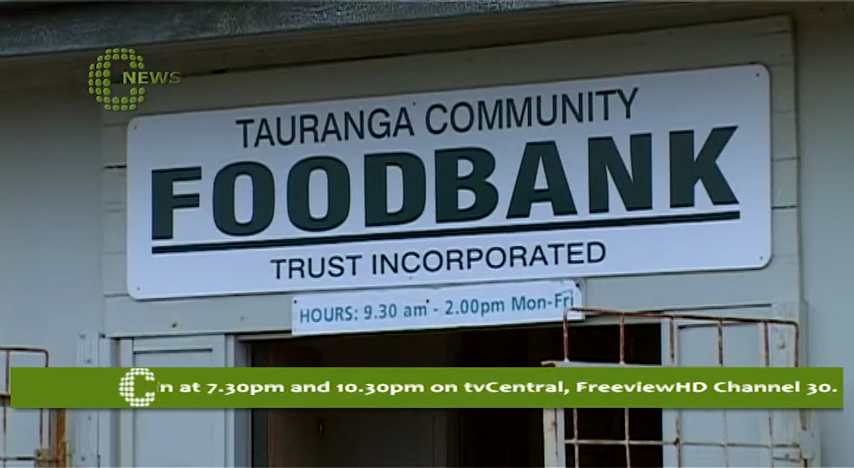 C NEWS
TAURANGA COMMUNITY
FOODBANK
TRUST INCORPORATED
HOURS: 9.30 am - 2.00pm Mon-Fri
C
at 7.30pm and 10.30pm on tvCentral, FreeviewHD Channel 30.